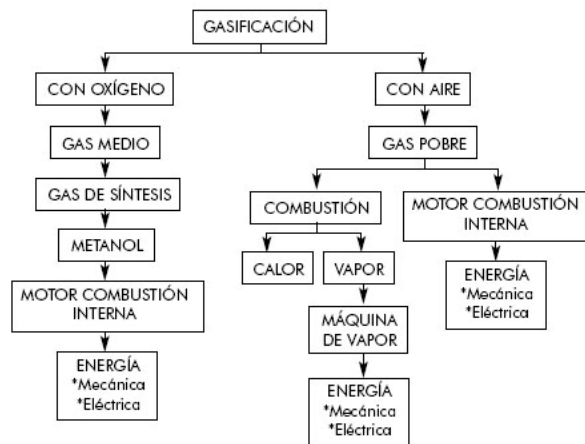 GASIFICACIÓN
CON OXÍGENO
GAS MEDIO
GAS DE SÍNTESIS
METANOL
MOTOR COMBUSTIÓN
INTERNA
ENERGÍA
*Mecánica
*Eléctrica
CON AIRE
GAS POBRE
COMBUSTIÓN
CALOR
VAPOR
MÁQUINA
DE VAPOR
ENERGÍA
*Mecánica
*Eléctrica
MOTOR COMBUSTIÓN
INTERNA
ENERGÍA
*Mecánica
*Eléctrica